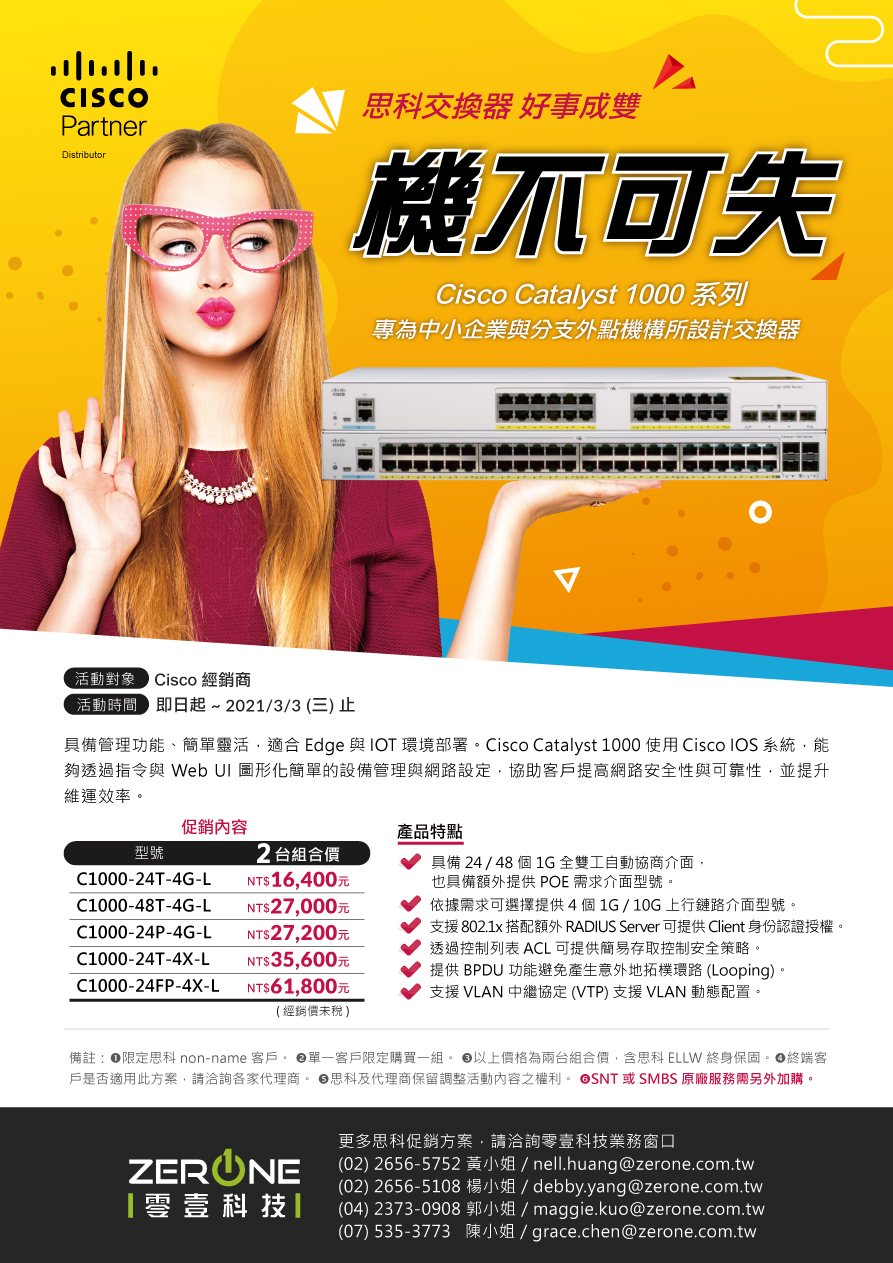 CISCO
Partner
Distributor
思科交換器 好事成雙
機不可失
Cisco Catalyst 1000 系列
專為中小企業與分支外點機構所設計交換器
活動對象 Cisco 經銷商
活動時間 即日起 ~ 2021/3/3 (三) 止
具備管理功能、簡單靈活，適合 Edge 與 IOT 環境部署。Cisco Catalyst 1000 使用 Cisco IOS 系統，能
夠透過指令與 Web UI 圖形化簡單的設備管理與網路設定，協助客戶提高網路安全性與可靠性，並提升
維運效率。
促銷內容
型號 2台組合價
C1000-24T-4G-L NT$16,400元
C1000-48T-4G-L NT$27,000元
C1000-24P-4G-L NT$27,200元
C1000-24T-4X-L NT$35,600元
C1000-24FP-4X-L NT$61,800元
( 經銷價未稅 )
產品特點
具備 24 / 48 個 1G 全雙工自動協商介面，
也具備額外提供 POE 需求介面型號。
依據需求可選擇提供 4 個 1G / 10G 上行鏈路介面型號。
支援 802.1x 搭配額外 RADIUS Server 可提供 Client 身份認證授權。
透過控制列表 ACL 可提供簡易存取控制安全策略。
提供 BPDU 功能避免產生意外地拓樸環路 (Looping)。
支援 VLAN 中繼協定 (VTP) 支援 VLAN 動態配置。
備註：❶限定思科 non-name 客戶。 ❷單一客戶限定購買一組。 ❸以上價格為兩台組合價，含思科 ELLW 終身保固。❹終端客
戶是否適用此方案，請洽詢各家代理商。 ❺思科及代理商保留調整活動內容之權利。 ❻SNT 或 SMBS 原廠服務需另外加購。
ZERONE
零壹科技
更多思科促銷方案，請洽詢零壹科技業務窗口
(02) 2656-5752 黃小姐 / nell.huang@zerone.com.tw
(02) 2656-5108 楊小姐 / debby.yang@zerone.com.tw
(04) 2373-0908 郭小姐 / maggie.kuo@zerone.com.tw
(07) 535-3773 陳小姐 / grace.chen@zerone.com.tw